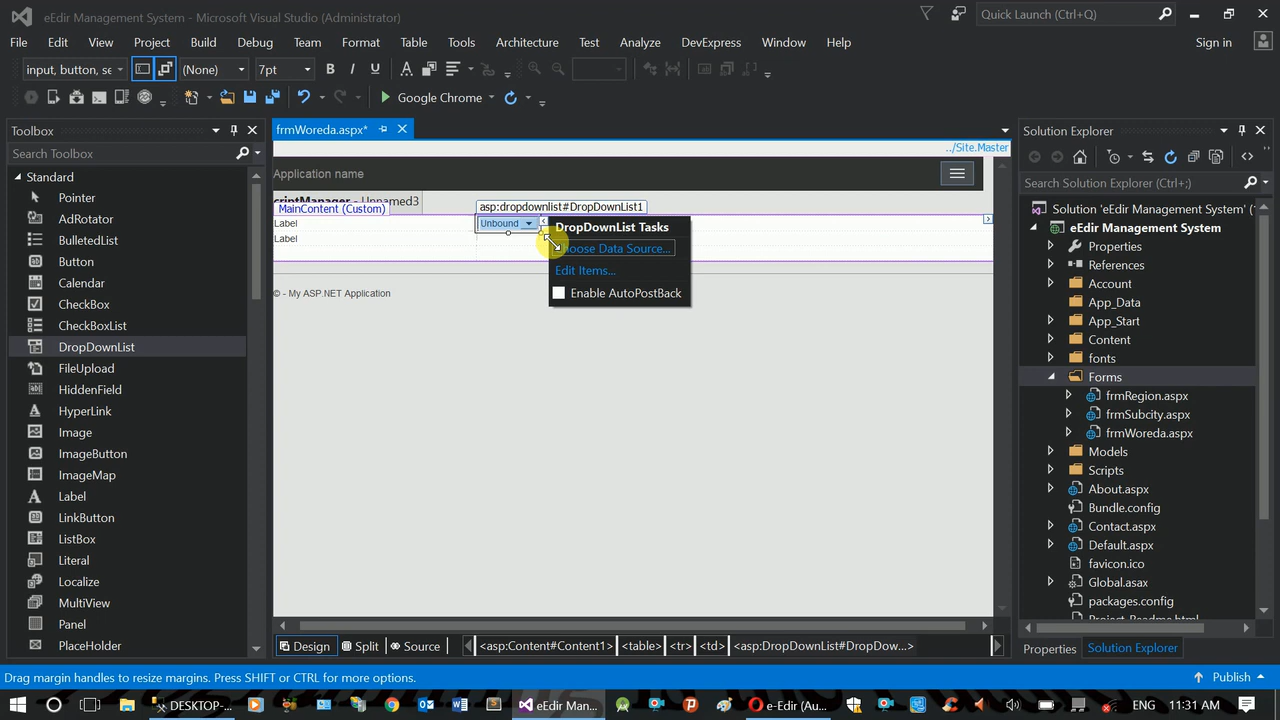 eEdir Management System - Microsoft Visual Studio (Administrator)
Quick Launch (Ctrl+Q)
File Edit View Project Build Debug Team Format Table Tools Architecture Test Analyze DevExpress Window Help
Sign in
input, button, se (None) 7pt B I U A
Google Chrome
Toolbox
Search Toolbox
Standard
Pointer
AdRotator
BulletedList
Button
Calendar
CheckBox
CheckBoxList
DropDownList
FileUpload
HiddenField
HyperLink
Image
ImageButton
ImageMap
Label
LinkButton
ListBox
Literal
Localize
MultiView
Panel
PlaceHolder
frmWoreda.aspx*
../Site.Master
Application name
criptManager - Unnamed3
MainContent (Custom)
asp:dropdownlist#DropDownList1
Label
Unbound
Label
DropDownList Tasks
oose Data Source...
Edit Items...
Enable AutoPostBack
© - My ASP.NET Application
Design Split Source <asp:Content#Content1> <table> <tr> <td> <asp:DropDownList#DropDow...>
Solution Explorer
Search Solution Explorer (Ctrl+;)
Solution 'eEdir Management System'
eEdir Management System
Properties
References
Account
App_Data
App_Start
Content
fonts
Forms
frmRegion.aspx
frmSubcity.aspx
frmWoreda.aspx
Models
Scripts
About.aspx
Bundle.config
Contact.aspx
Default.aspx
favicon.ico
Global.asax
packages.config
Project_Readme.html
Properties Solution Explorer
Drag margin handles to resize margins. Press SHIFT or CTRL for more options.
Publish
DESKTOP-...
eEdir Man...
e-Edir (Au...
ENG
11:31 AM